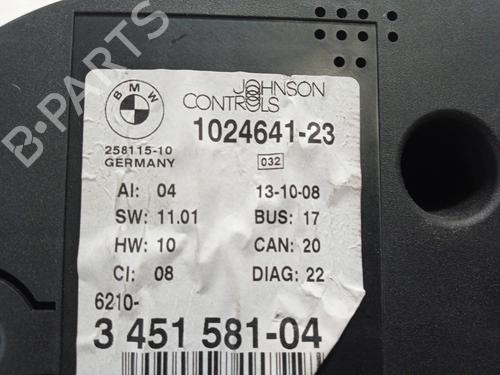 B-PARTS
BMW
JOHNSON
CONTROLS
1024641-23
258115-10
GERMANY
032
AI: 04 13-10-08
SW: 11.01 BUS: 17
HW: 10 CAN: 20
CI: 08 DIAG: 22
6210-
3 451 581-04